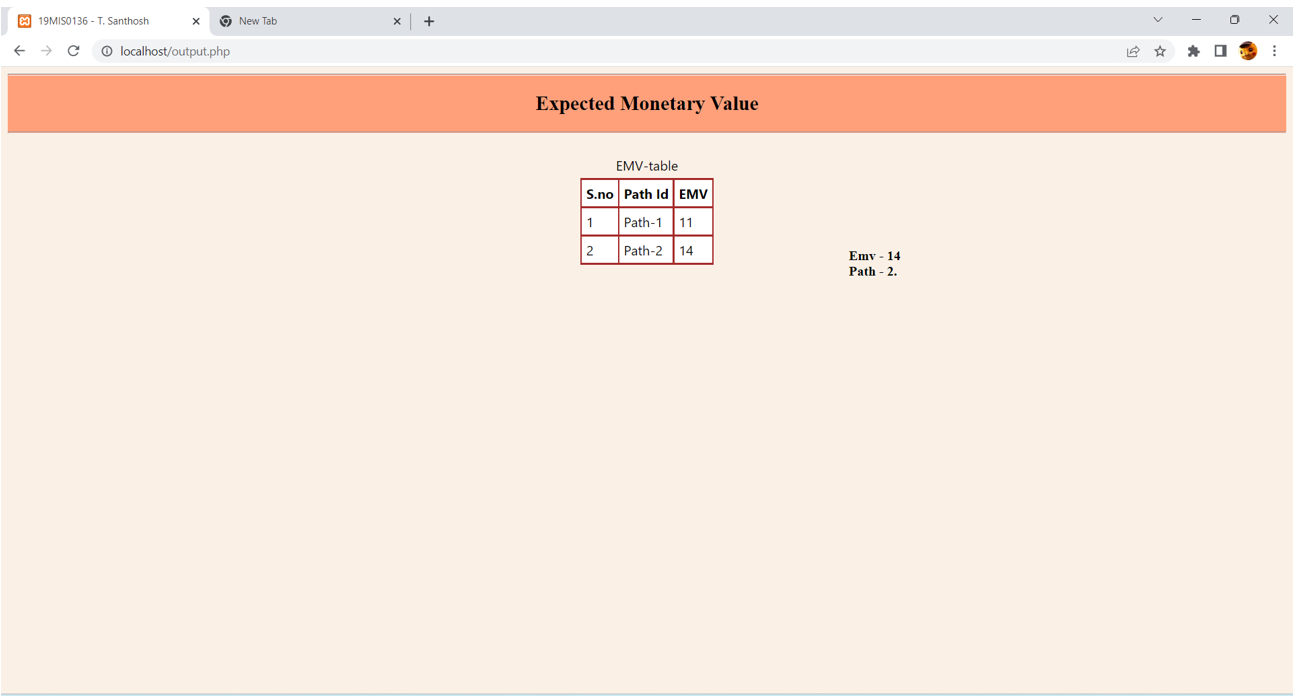 19MIS0136 - T. Santhosh
New Tab
localhost/output.php
Expected Monetary Value
EMV-table
S.no Path Id EMV
1 Path-1 11
2 Path-2 14
Emv - 14
Path - 2.